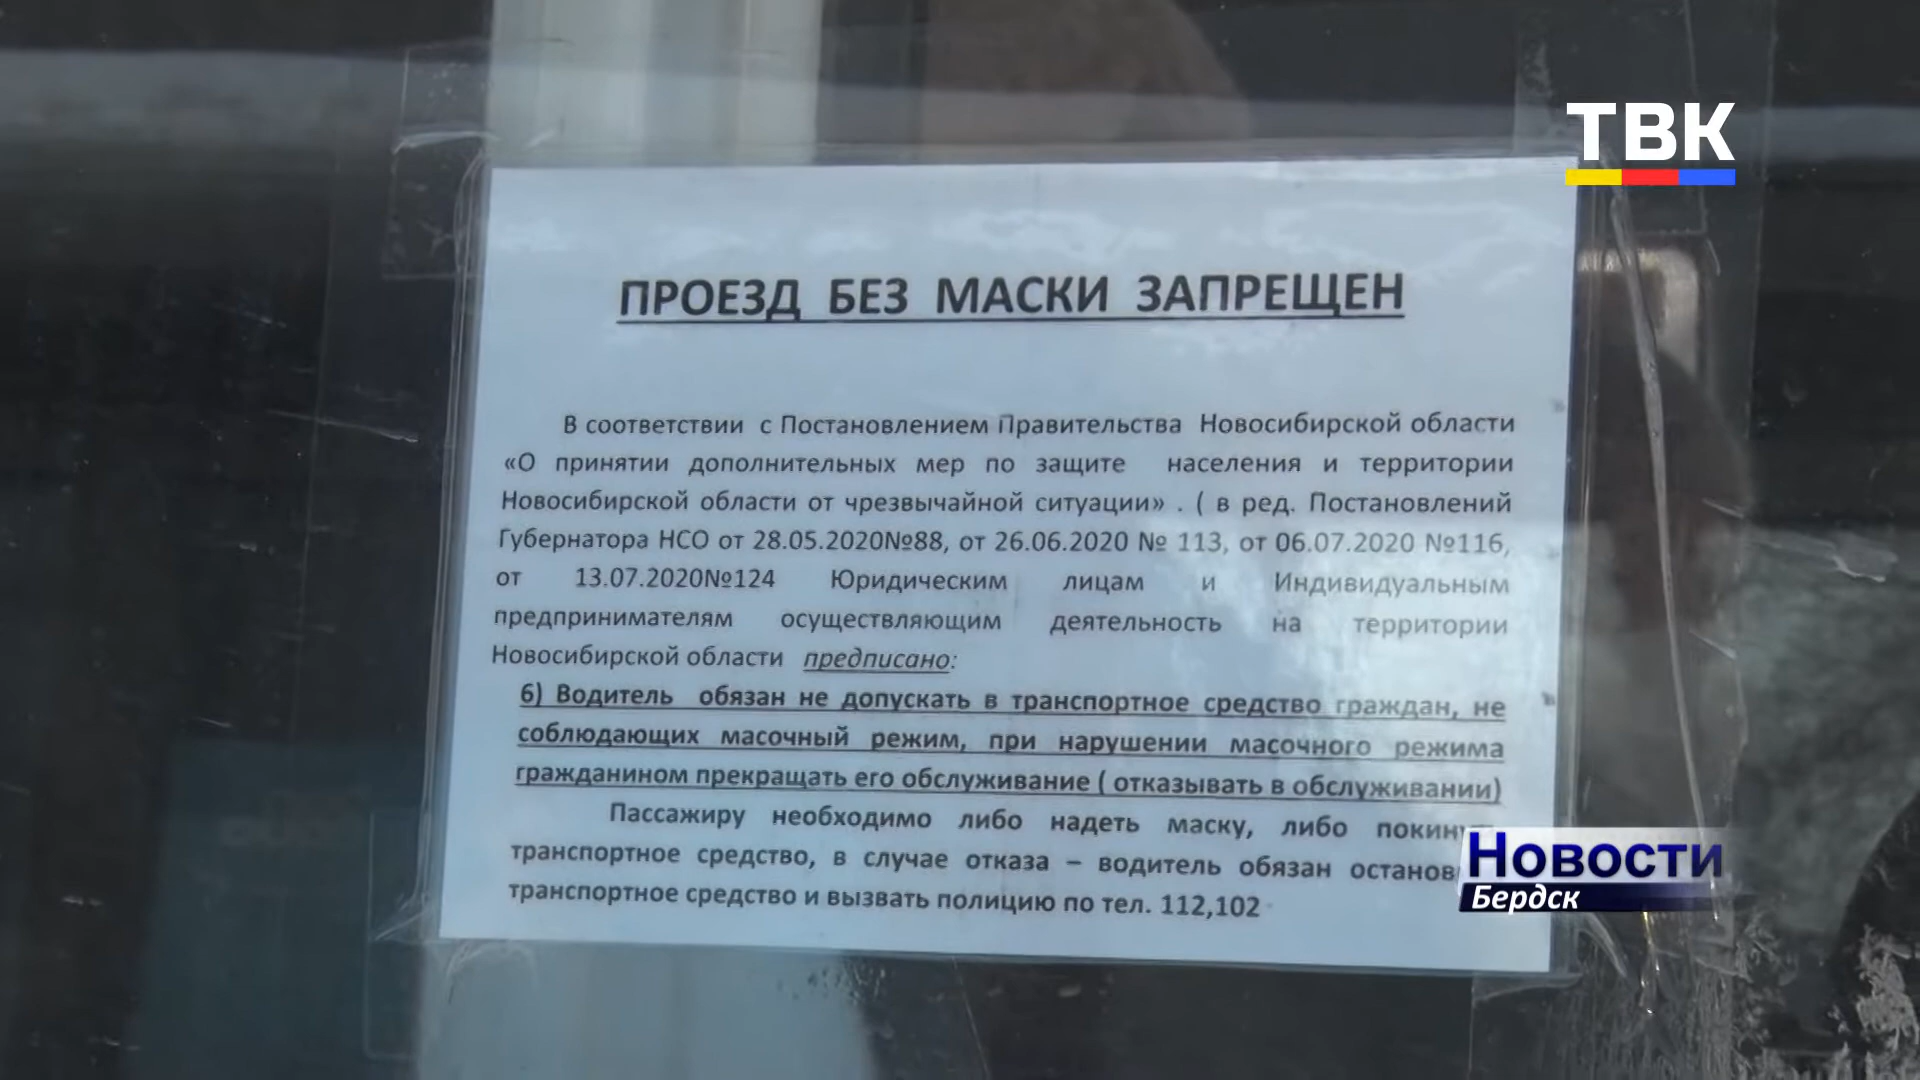 ТВК
ПРОЕЗД БЕЗ МАСКИ ЗАПРЕЩЕН
В соответствии с Постановлением Правительства Новосибирской области
«О принятии дополнительных мер по защите населения и территории
Новосибирской области от чрезвычайной ситуации» . ( в ред. Постановлений
Губернатора НСО от 28.05.2020№88, от 26.06.2020 № 113, от 06.07.2020 №116,
от 13.07.2020№124 Юридическим лицам и Индивидуальным
предпринимателям осуществляющим деятельность на территории
Новосибирской области предписано:
6) Водитель обязан не допускать в транспортное средство граждан, не
соблюдающих масочный режим, при нарушении масочного режима
гражданином прекращать его обслуживание ( отказывать в обслуживании)
Пассажиру необходимо либо надеть маску, либо
транспортное средство, в случае отказа – водитель обязан
транспортное средство и вызвать полицию по тел. 112,102
Новости
Бердск